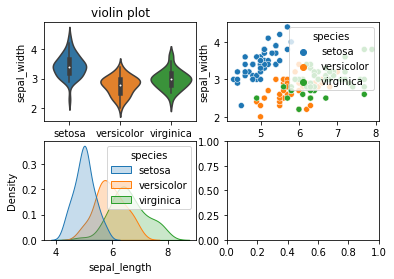 violin plot
sepal_width
4
3
2
setosa versicolor virginica
sepal_width
4
3
2
5 6 7 8
species
setosa
versicolor
virginica
Density
0.3
0.2
0.1
0.0
4 6 8
sepal_length
species
setosa
versicolor
virginica
1.00
0.75
0.50
0.25
0.00
0.0 0.2 0.4 0.6 0.8 1.0